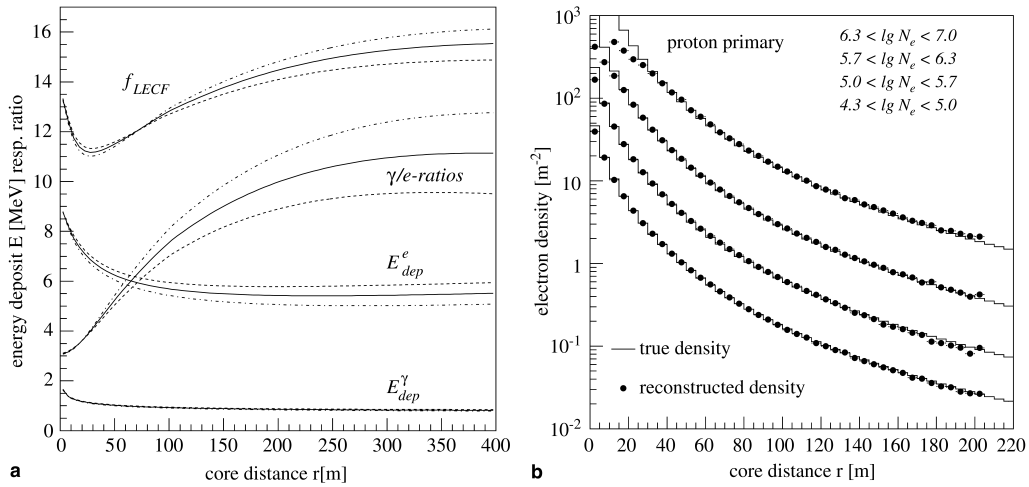 energy deposit E [MeV] resp. ratio
16
14
12
10
8
6
4
2
0
f_LECF
γ/e-ratios
E^e_dep
E^γ_dep
0 50 100 150 200 250 300 350 400
core distance r[m]
a
electron density [m^-2]
10^3
10^2
10
1
10^-1
10^-2
proton primary
6.3 < lg N_e < 7.0
5.7 < lg N_e < 6.3
5.0 < lg N_e < 5.7
4.3 < lg N_e < 5.0
true density
reconstructed density
0 20 40 60 80 100 120 140 160 180 200 220
core distance r [m]
b